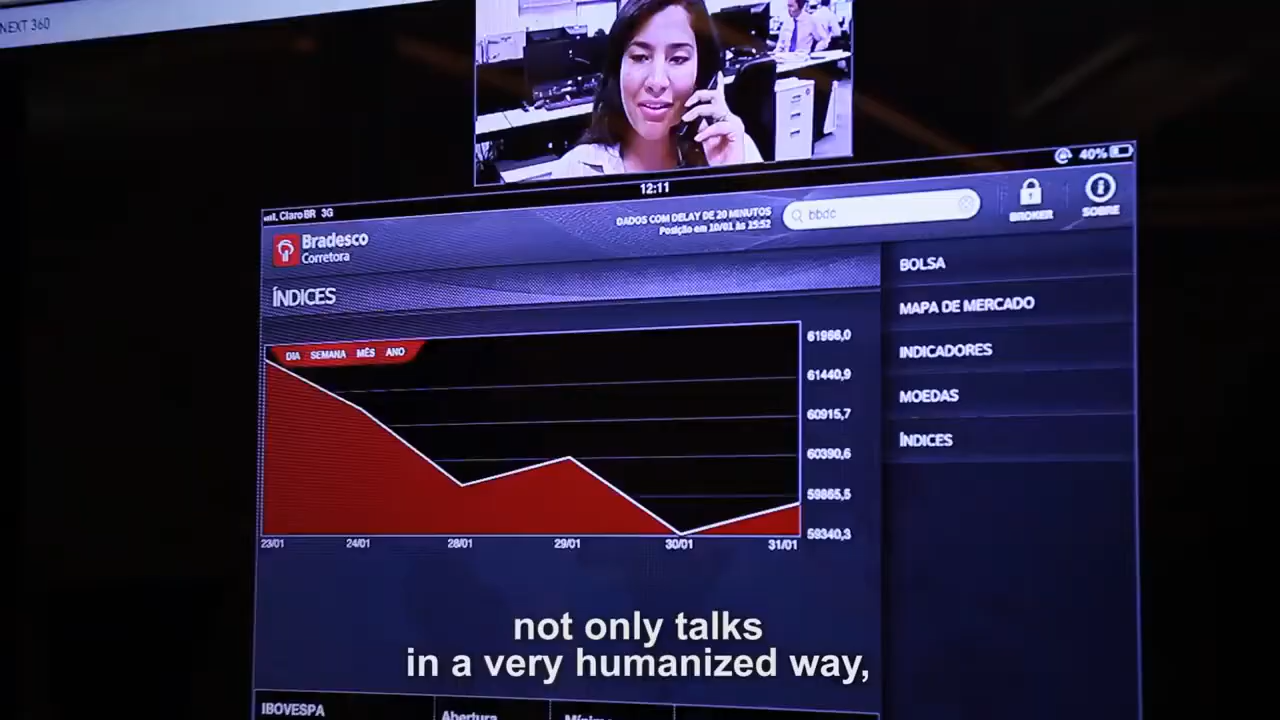 NEXT 360
Claro BR 3G
12:11
40%
Bradesco
Corretora
DADOS COM DELAY DE 20 MINUTOS
Posição em 10/01 às 15:52
bbdc
BROKER
SOBRE
ÍNDICES
BOLSA
MAPA DE MERCADO
INDICADORES
MOEDAS
ÍNDICES
DIA SEMANA MÊS ANO
61966,0
61440,9
60915,7
60390,6
59865,5
59340,3
23/01 24/01 28/01 29/01 30/01 31/01
not only talks
in a very humanized way,
IBOVESPA
Abertura